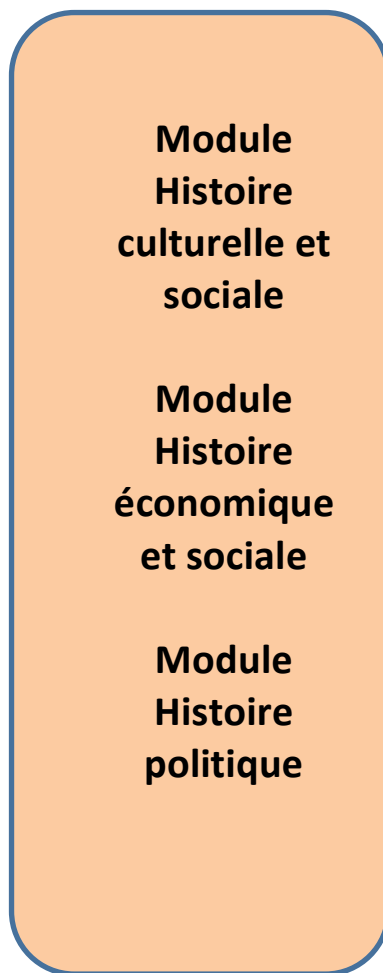 Module
Histoire
culturelle et
sociale
Module
Histoire
économique
et sociale
Module
Histoire
politique